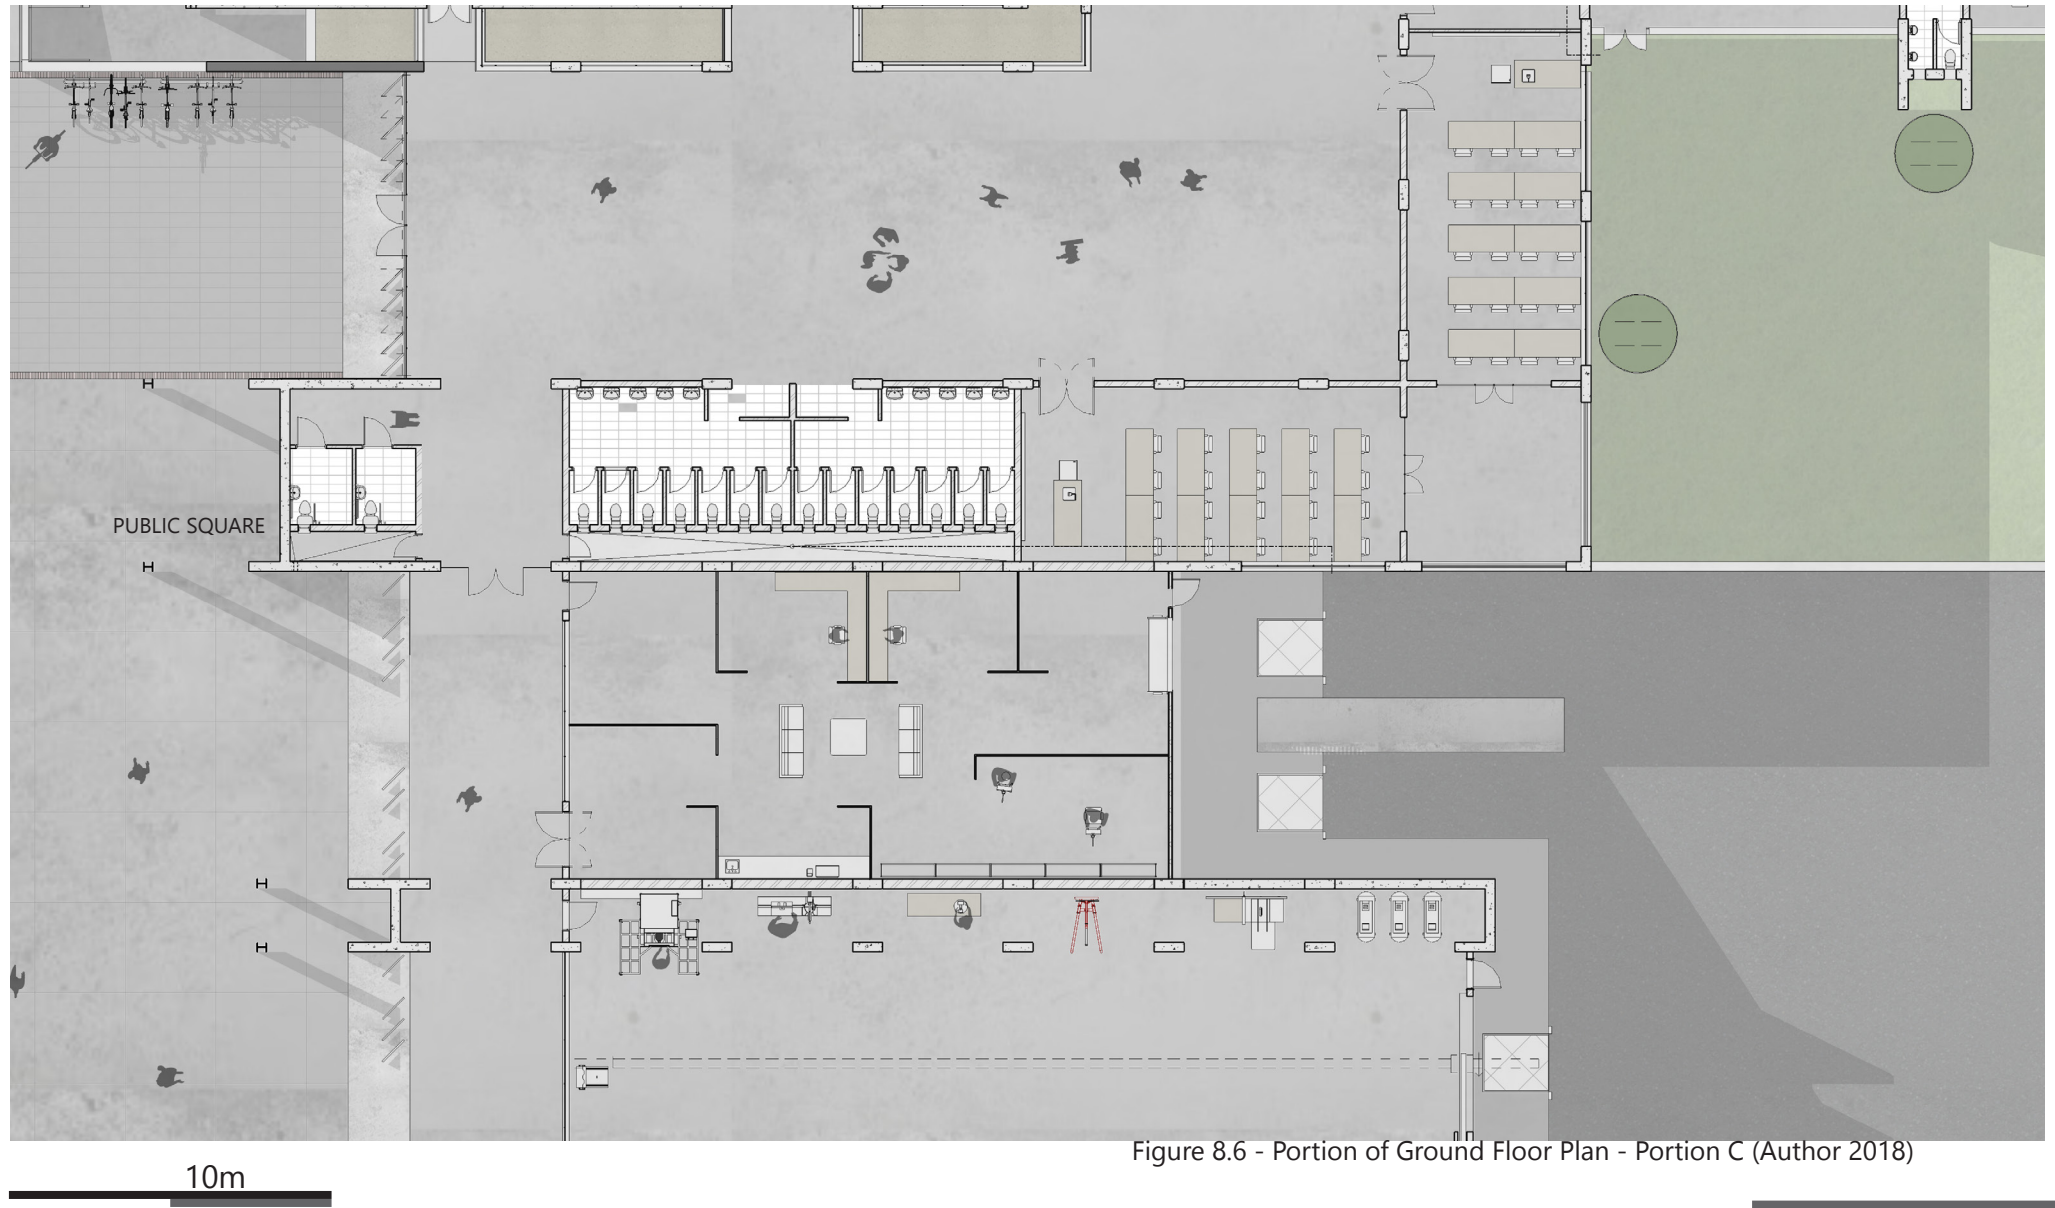 PUBLIC SQUARE
Figure 8.6 - Portion of Ground Floor Plan - Portion C (Author 2018)
10m